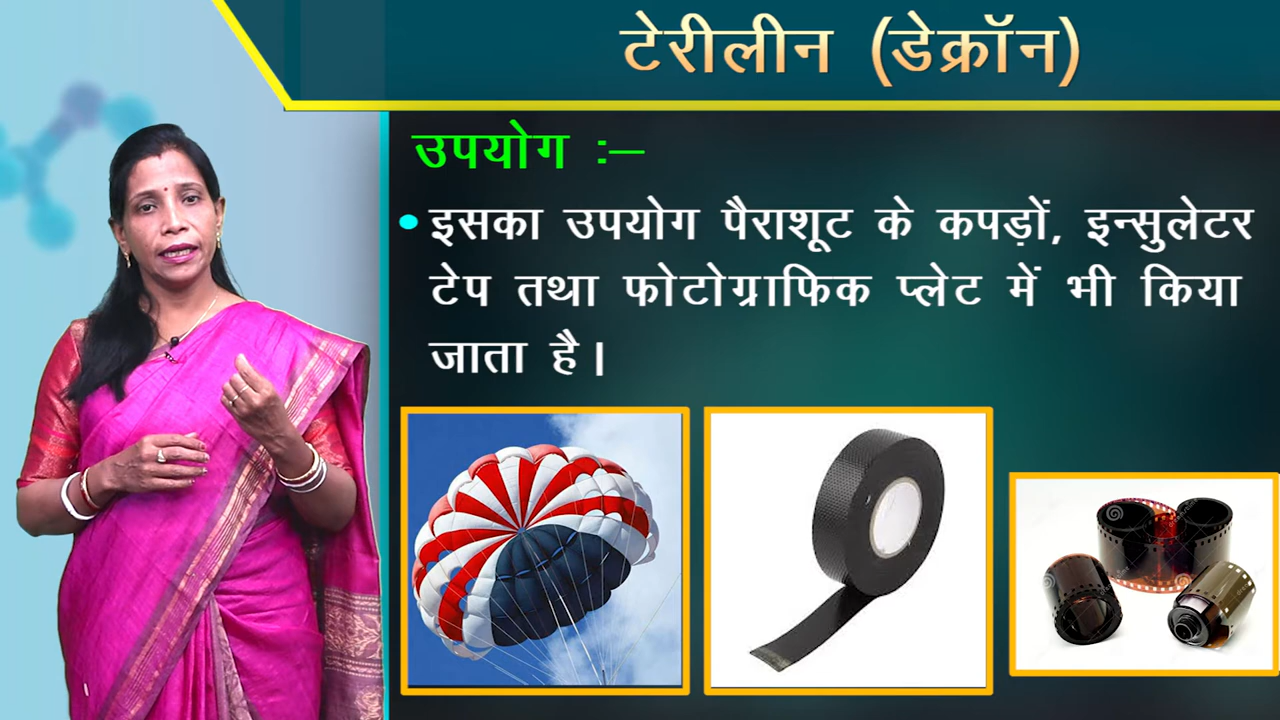 टेरीलीन (डेक्रॉन)
उपयोग :–
• इसका उपयोग पैराशूट के कपड़ों, इन्सुलेटर
टेप तथा फोटोग्राफिक प्लेट में भी किया
जाता है।